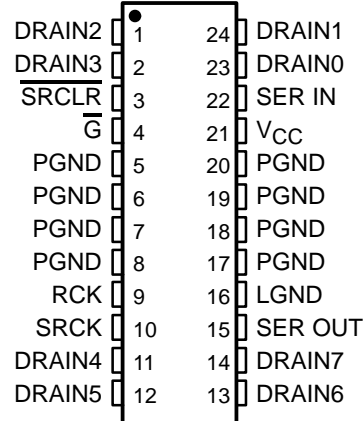 DRAIN2 1 24 DRAIN1
DRAIN3 2 23 DRAIN0
SRCLR 3 22 SER IN
G 4 21 VCC
PGND 5 20 PGND
PGND 6 19 PGND
PGND 7 18 PGND
PGND 8 17 PGND
RCK 9 16 LGND
SRCK 10 15 SER OUT
DRAIN4 11 14 DRAIN7
DRAIN5 12 13 DRAIN6